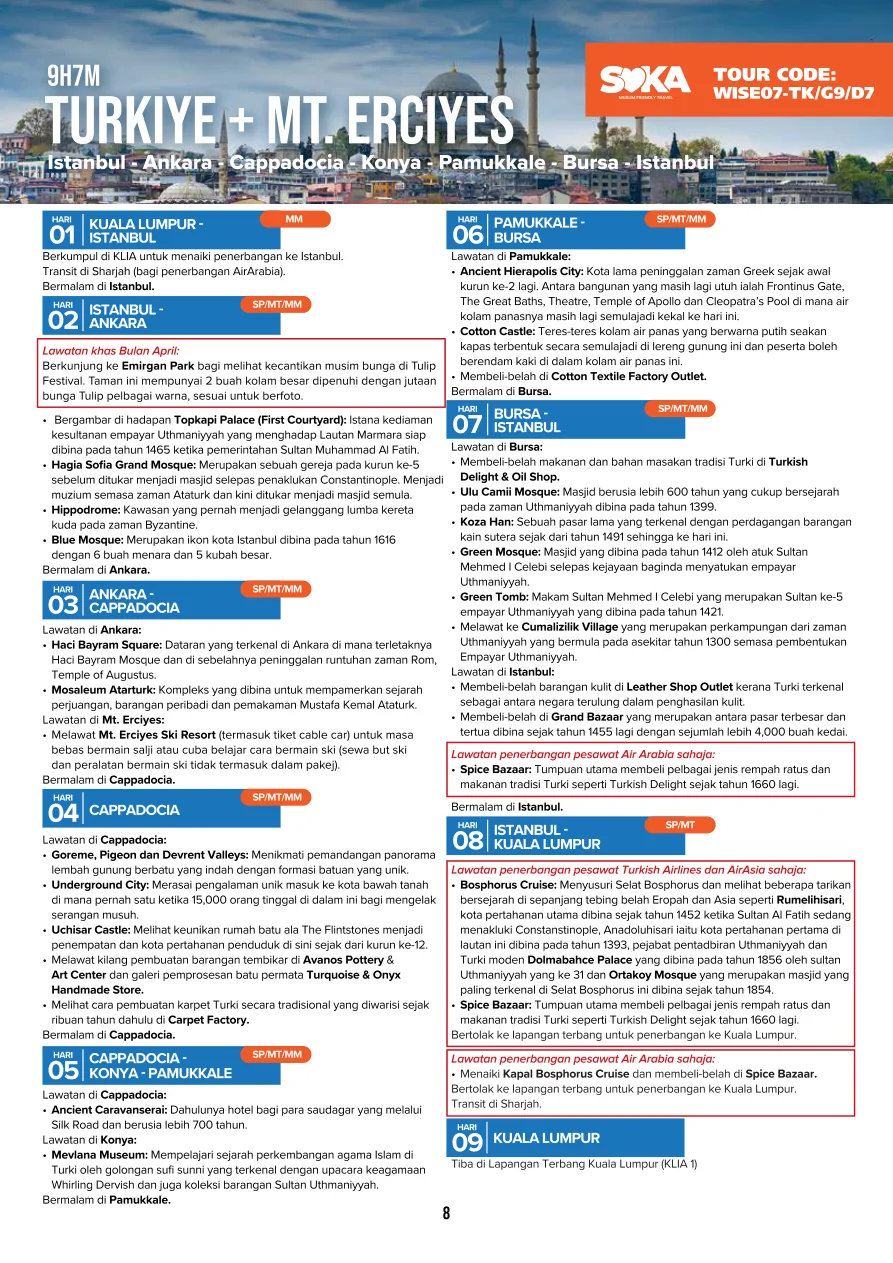 9H7M
TURKIYE + MT. ERCIYES
Istanbul - Ankara - Cappadocia - Konya - Pamukkale - Bursa - Istanbul
SOKA
MUSLIM FRIENDLY TRAVEL
TOUR CODE:
WISE07-TK/G9/D7
HARI
01
KUALA LUMPUR -
ISTANBUL
MM
Berkumpul di KLIA untuk menaiki penerbangan ke Istanbul.
Transit di Sharjah (bagi penerbangan AirArabia).
Bermalam di Istanbul.
HARI
02
ISTANBUL -
ANKARA
SP/MT/MM
Lawatan khas Bulan April:
Berkunjung ke Emirgan Park bagi melihat kecantikan musim bunga di Tulip
Festival. Taman ini mempunyai 2 buah kolam besar dipenuhi dengan jutaan
bunga Tulip pelbagai warna, sesuai untuk berfoto.
• Bergambar di hadapan Topkapi Palace (First Courtyard): Istana kediaman
kesultanan empayar Uthmaniyyah yang menghadap Lautan Marmara siap
dibina pada tahun 1465 ketika pemerintahan Sultan Muhammad Al Fatih.
• Hagia Sofia Grand Mosque: Merupakan sebuah gereja pada kurun ke-5
sebelum ditukar menjadi masjid selepas penaklukan Constantinople. Menjadi
muzium semasa zaman Ataturk dan kini ditukar menjadi masjid semula.
• Hippodrome: Kawasan yang pernah menjadi gelanggang lumba kereta
kuda pada zaman Byzantine.
• Blue Mosque: Merupakan ikon kota Istanbul dibina pada tahun 1616
dengan 6 buah menara dan 5 kubah besar.
Bermalam di Ankara.
HARI
03
ANKARA -
CAPPADOCIA
SP/MT/MM
Lawatan di Ankara:
• Haci Bayram Square: Dataran yang terkenal di Ankara di mana terletaknya
Haci Bayram Mosque dan di sebelahnya peninggalan runtuhan zaman Rom,
Temple of Augustus.
• Mosaleum Atarturk: Kompleks yang dibina untuk mempamerkan sejarah
perjuangan, barangan peribadi dan pemakaman Mustafa Kemal Ataturk.
Lawatan di Mt. Erciyes:
• Melawat Mt. Erciyes Ski Resort (termasuk tiket cable car) untuk masa
bebas bermain salji atau cuba belajar cara bermain ski (sewa but ski
dan peralatan bermain ski tidak termasuk dalam pakej).
Bermalam di Cappadocia.
HARI
04
CAPPADOCIA
SP/MT/MM
Lawatan di Cappadocia:
• Goreme, Pigeon dan Devrent Valleys: Menikmati pemandangan panorama
lembah gunung berbatu yang indah dengan formasi batuan yang unik.
• Underground City: Merasai pengalaman unik masuk ke kota bawah tanah
di mana pernah satu ketika 15,000 orang tinggal di dalam ini bagi mengelak
serangan musuh.
• Uchisar Castle: Melihat keunikan rumah batu ala The Flintstones menjadi
penempatan dan kota pertahanan penduduk di sini sejak dari kurun ke-12.
• Melawat kilang pembuatan barangan tembikar di Avanos Pottery &
Art Center dan galeri pemprosesan batu permata Turquoise & Onyx
Handmade Store.
• Melihat cara pembuatan karpet Turki secara tradisional yang diwarisi sejak
ribuan tahun dahulu di Carpet Factory.
Bermalam di Cappadocia.
HARI
05
CAPPADOCIA -
KONYA - PAMUKKALE
SP/MT/MM
Lawatan di Cappadocia:
• Ancient Caravanserai: Dahulunya hotel bagi para saudagar yang melalui
Silk Road dan berusia lebih 700 tahun.
Lawatan di Konya:
• Mevlana Museum: Mempelajari sejarah perkembangan agama Islam di
Turki oleh golongan sufi sunni yang terkenal dengan upacara keagamaan
Whirling Dervish dan juga koleksi barangan Sultan Uthmaniyyah.
Bermalam di Pamukkale.
HARI
06
PAMUKKALE -
BURSA
SP/MT/MM
Lawatan di Pamukkale:
• Ancient Hierapolis City: Kota lama peninggalan zaman Greek sejak awal
kurun ke-2 lagi. Antara bangunan yang masih lagi utuh ialah Frontinus Gate,
The Great Baths, Theatre, Temple of Apollo dan Cleopatra's Pool di mana air
kolam panasnya masih lagi semulajadi kekal ke hari ini.
• Cotton Castle: Teres-teres kolam air panas yang berwarna putih seakan
kapas terbentuk secara semulajadi di lereng gunung ini dan peserta boleh
berendam kaki di dalam kolam air panas ini.
• Membeli-belah di Cotton Textile Factory Outlet.
Bermalam di Bursa.
HARI
07
BURSA -
ISTANBUL
SP/MT/MM
Lawatan di Bursa:
• Membeli-belah makanan dan bahan masakan tradisi Turki di Turkish
Delight & Oil Shop.
• Ulu Camii Mosque: Masjid berusia lebih 600 tahun yang cukup bersejarah
pada zaman Uthmaniyyah dibina pada tahun 1399.
• Koza Han: Sebuah pasar lama yang terkenal dengan perdagangan barangan
kain sutera sejak dari tahun 1491 sehingga ke hari ini.
• Green Mosque: Masjid yang dibina pada tahun 1412 oleh atuk Sultan
Mehmed I Celebi selepas kejayaan baginda menyatukan empayar
Uthmaniyyah.
• Green Tomb: Makam Sultan Mehmed I Celebi yang merupakan Sultan ke-5
empayar Uthmaniyyah yang dibina pada tahun 1421.
• Melawat ke Cumalizilik Village yang merupakan perkampungan dari zaman
Uthmaniyyah yang bermula pada asekitar tahun 1300 semasa pembentukan
Empayar Uthmaniyyah.
Lawatan di Istanbul:
• Membeli-belah barangan kulit di Leather Shop Outlet kerana Turki terkenal
sebagai antara negara terulung dalam penghasilan kulit.
• Membeli-belah di Grand Bazaar yang merupakan antara pasar terbesar dan
tertua dibina sejak tahun 1455 lagi dengan sejumlah lebih 4,000 buah kedai.
Lawatan penerbangan pesawat Air Arabia sahaja:
• Spice Bazaar: Tumpuan utama membeli pelbagai jenis rempah ratus dan
makanan tradisi Turki seperti Turkish Delight sejak tahun 1660 lagi.
Bermalam di Istanbul.
HARI
08
ISTANBUL -
KUALA LUMPUR
SP/MT
Lawatan penerbangan pesawat Turkish Airlines dan AirAsia sahaja:
• Bosphorus Cruise: Menyusuri Selat Bosphorus dan melihat beberapa tarikan
bersejarah di sepanjang tebing belah Eropah dan Asia seperti Rumelihisari,
kota pertahanan utama dibina sejak tahun 1452 ketika Sultan Al Fatih sedang
menakluki Constanstinople, Anadoluhisari iaitu kota pertahanan pertama di
lautan ini dibina pada tahun 1393, pejabat pentadbiran Uthmaniyyah dan
Turki moden Dolmabahce Palace yang dibina pada tahun 1856 oleh sultan
Uthmaniyyah yang ke 31 dan Ortakoy Mosque yang merupakan masjid yang
paling terkenal di Selat Bosphorus ini dibina sejak tahun 1854.
• Spice Bazaar: Tumpuan utama membeli pelbagai jenis rempah ratus dan
makanan tradisi Turki seperti Turkish Delight sejak tahun 1660 lagi.
Bertolak ke lapangan terbang untuk penerbangan ke Kuala Lumpur.
Lawatan penerbangan pesawat Air Arabia sahaja:
• Menaiki Kapal Bosphorus Cruise dan membeli-belah di Spice Bazaar.
Bertolak ke lapangan terbang untuk penerbangan ke Kuala Lumpur.
Transit di Sharjah.
HARI
09
KUALA LUMPUR
Tiba di Lapangan Terbang Kuala Lumpur (KLIA 1)
8